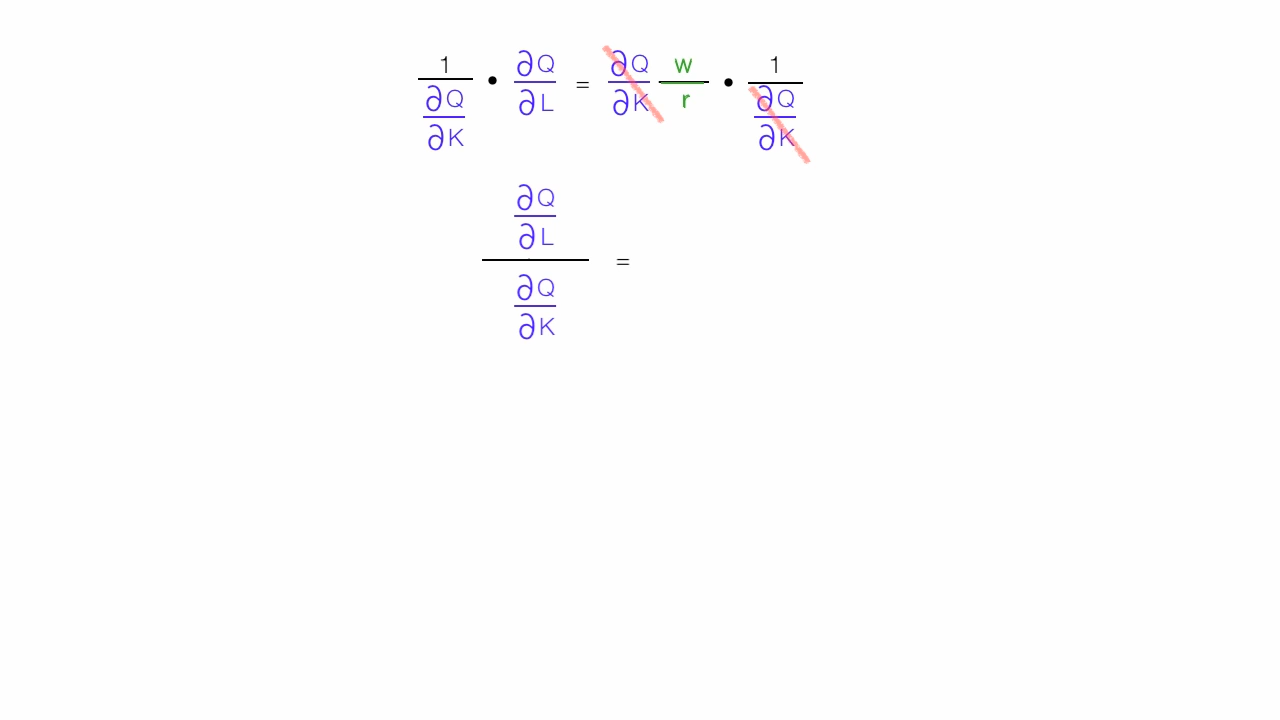 1/(∂Q/∂K) • ∂Q/∂L = ∂Q/∂K w/r • 1/(∂Q/∂K)
(∂Q/∂L)/(∂Q/∂K) =